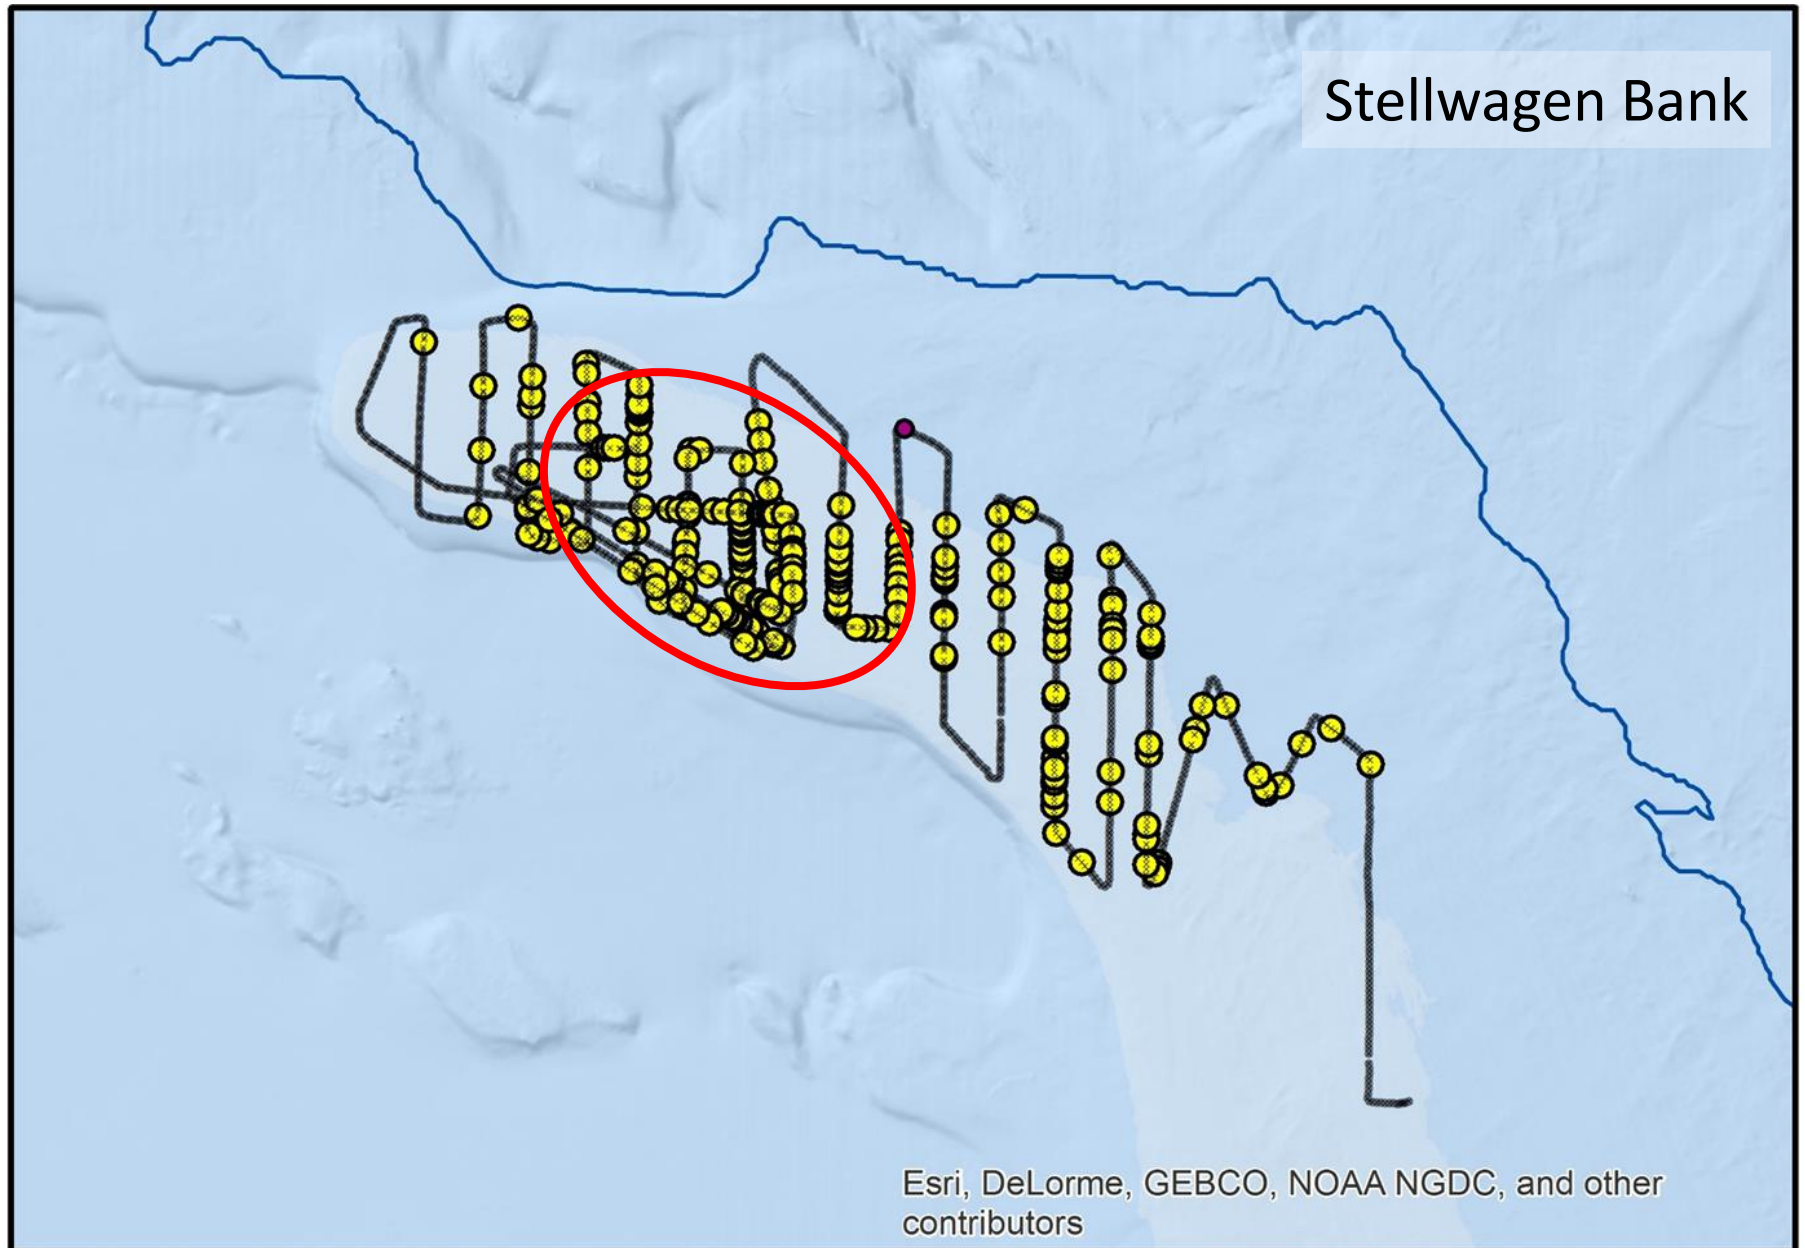 Stellwagen Bank
Esri, DeLorme, GEBCO, NOAA NGDC, and other
contributors